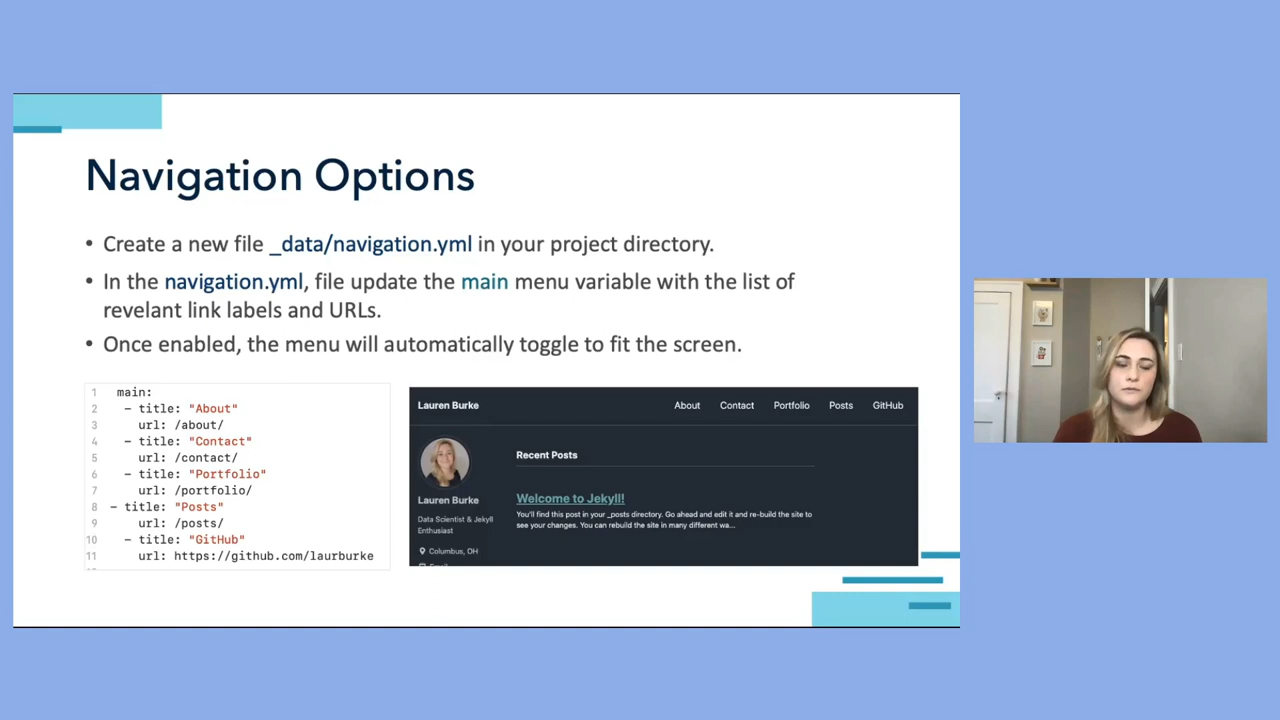 Navigation Options
• Create a new file _data/navigation.yml in your project directory.
• In the navigation.yml, file update the main menu variable with the list of
revelant link labels and URLs.
• Once enabled, the menu will automatically toggle to fit the screen.
1 main:
2 - title: "About"
3 url: /about/
4 - title: "Contact"
5 url: /contact/
6 - title: "Portfolio"
7 url: /portfolio/
8 - title: "Posts"
9 url: /posts/
10 - title: "GitHub"
11 url: https://github.com/laurburke
Lauren Burke About Contact Portfolio Posts GitHub
Lauren Burke
Data Scientist & Jekyll
Enthusiast
Columbus, OH
Recent Posts
Welcome to Jekyll!
You'll find this post in your _posts directory. Go ahead and edit it and re-build the site to
see your changes. You can rebuild the site in many different wa...